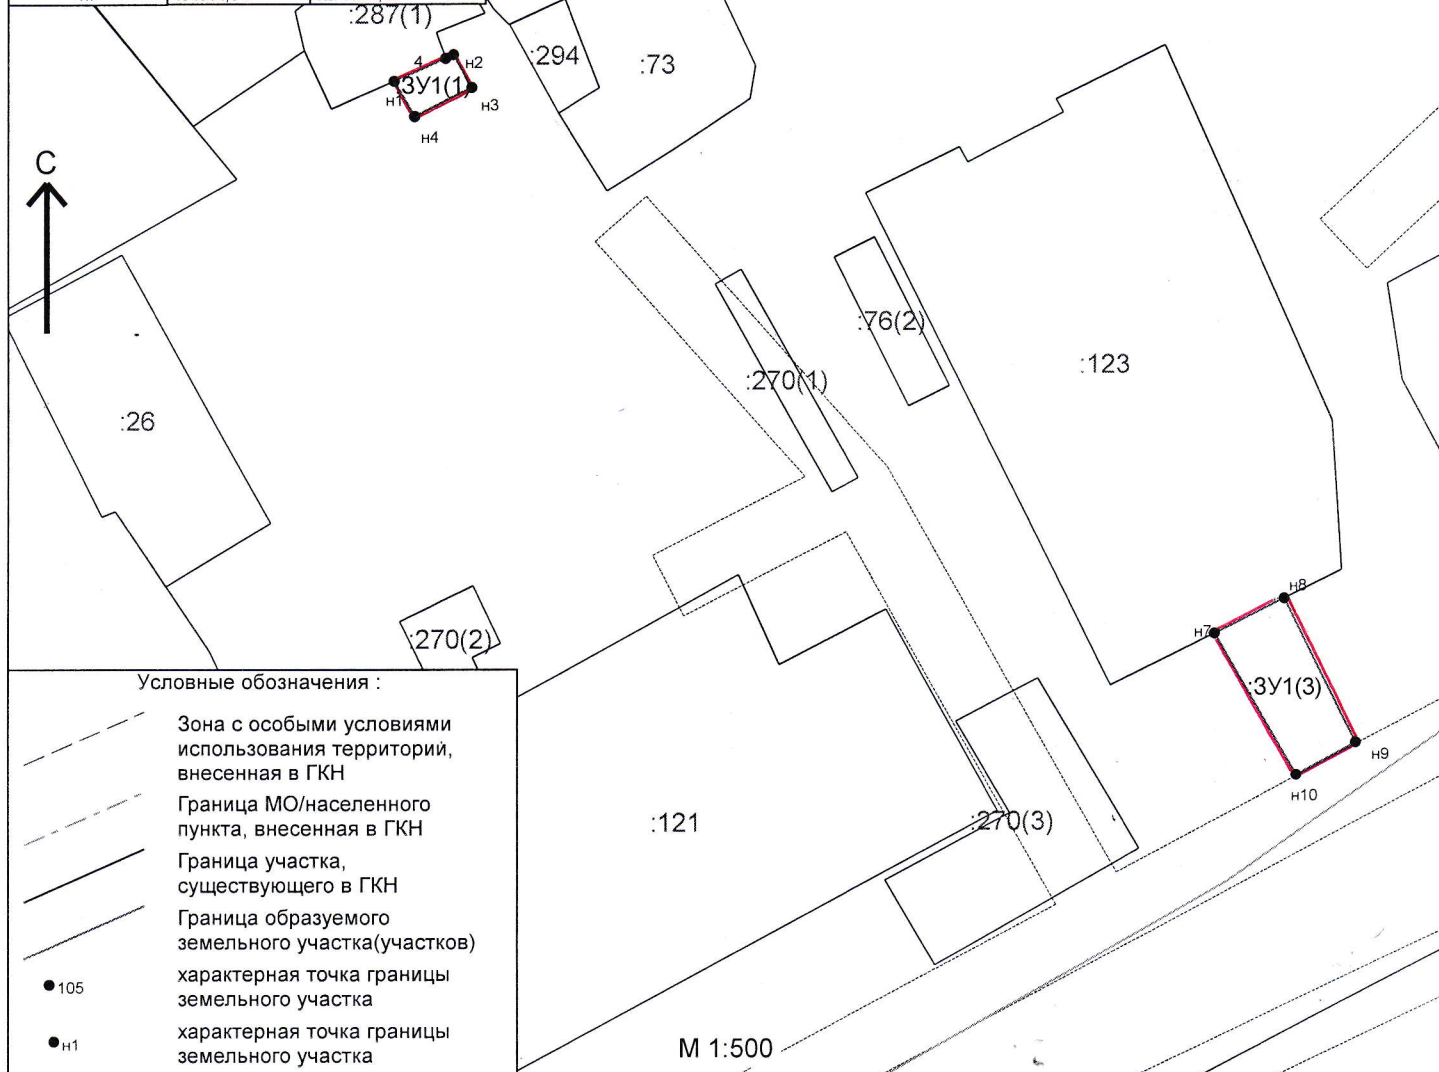 :287(1)
4
н2
:ЗУ1(1)
н1
н3
н4
:294
:73
С
:76(2)
:270(1)
:123
:26
:270(2)
н8
н7
:ЗУ1(3)
н9
н10
:121
:270(3)
Условные обозначения :
Зона с особыми условиями
использования территорий,
внесенная в ГКН
Граница МО/населенного
пункта, внесенная в ГКН
Граница участка,
существующего в ГКН
Граница образуемого
земельного участка(участков)
105
характерная точка границы
земельного участка
н1
характерная точка границы
земельного участка
М 1:500